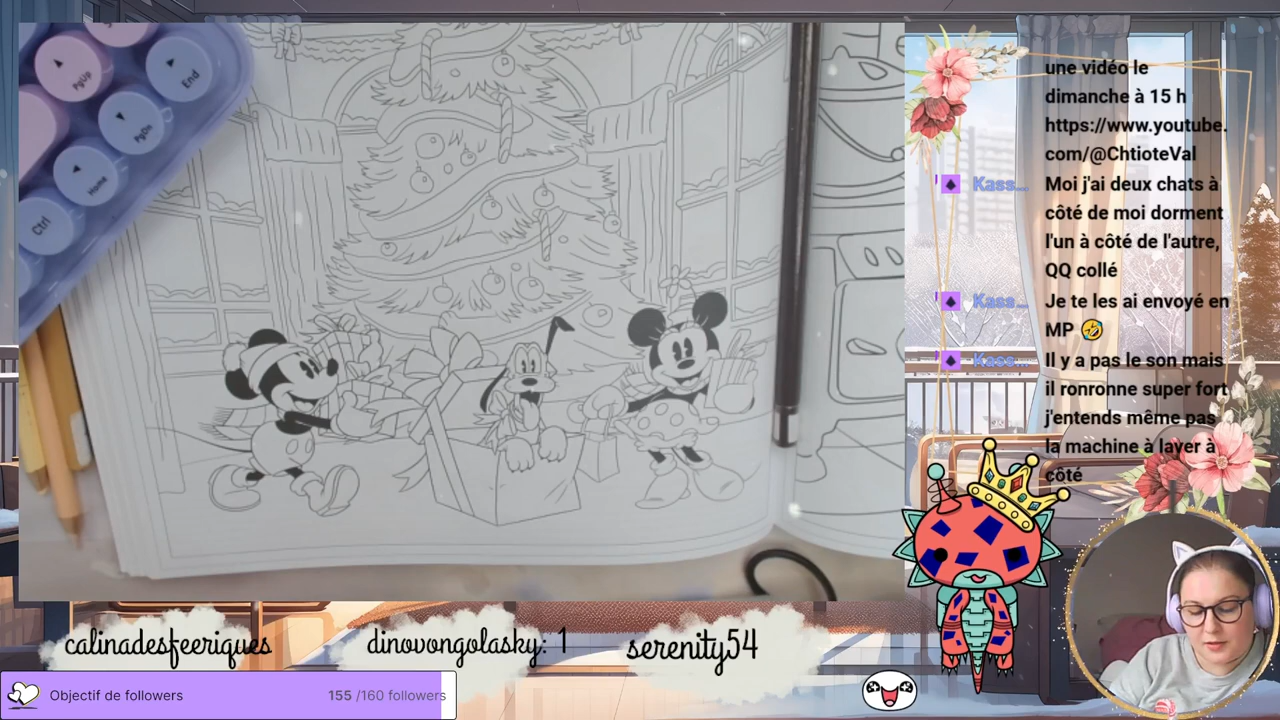 PgUp
End
PgDn
Home
Ctrl
une vidéo le
dimanche à 15 h
https://www.youtube.
com/@ChtioteVal
Kass... Moi j'ai deux chats à
côté de moi dorment
l'un à côté de l'autre,
QQ collé
Kass... Je te les ai envoyé en
MP 🤣
Kass... Il y a pas le son mais
il ronronne super fort
j'entends même pas
la machine à laver à
côté
calinadesfeeriques
dinovongolasky: 1
serenity54
Objectif de followers 155 /160 followers